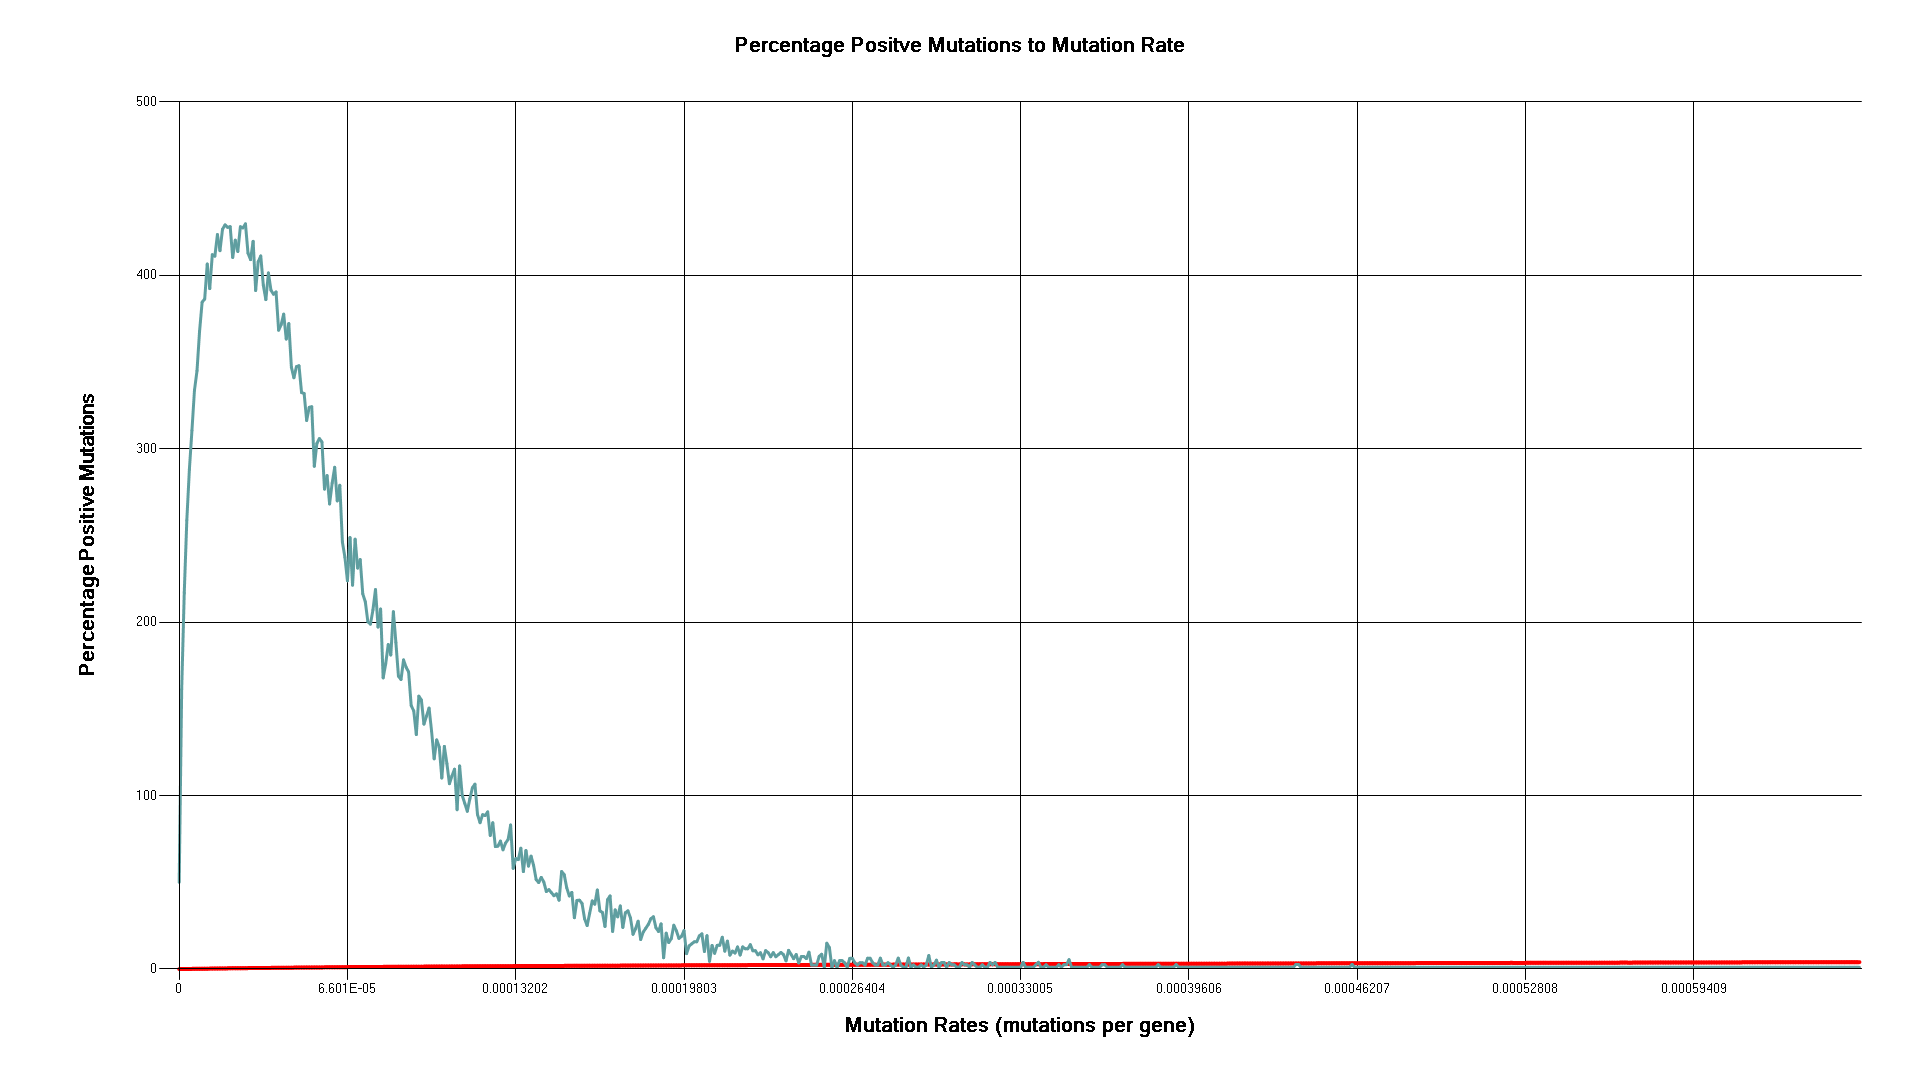 Percentage Positve Mutations to Mutation Rate
500
400
300
200
100
0
Percentage Positive Mutations
0 6.601E-05 0.00013202 0.00019803 0.00026404 0.00033005 0.00039606 0.00046207 0.00052808 0.00059409
Mutation Rates (mutations per gene)